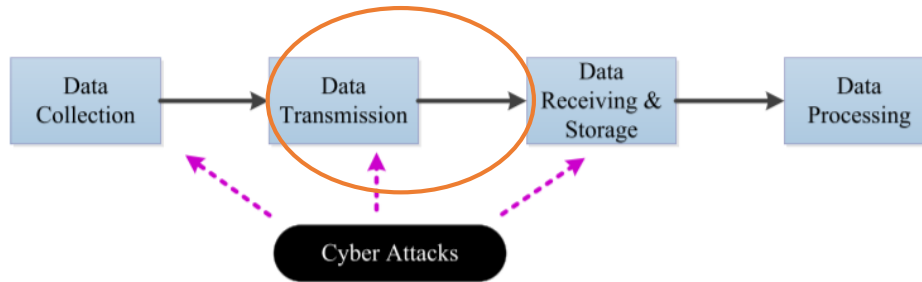 Data
Collection
Data
Transmission
Data
Receiving &
Storage
Data
Processing
Cyber Attacks